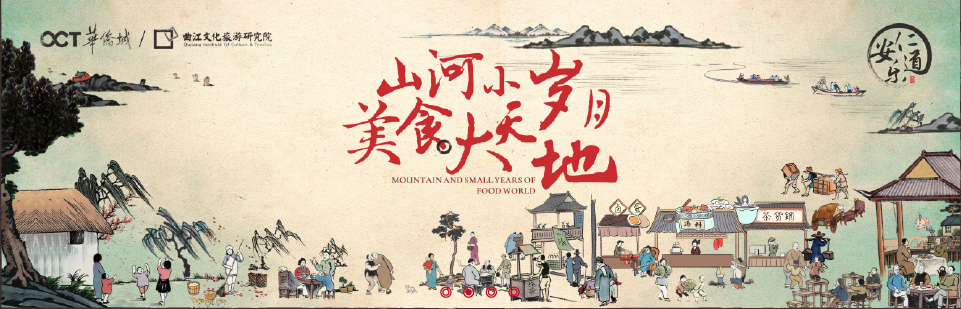 OCT 華僑城 / 曲江文化旅游研究院
Qujiang Institute Of Culture & Tourism
仁道
安乐
山河小岁月
美食大天地
MOUNTAIN AND SMALL YEARS OF
FOOD WORLD
茶货铺